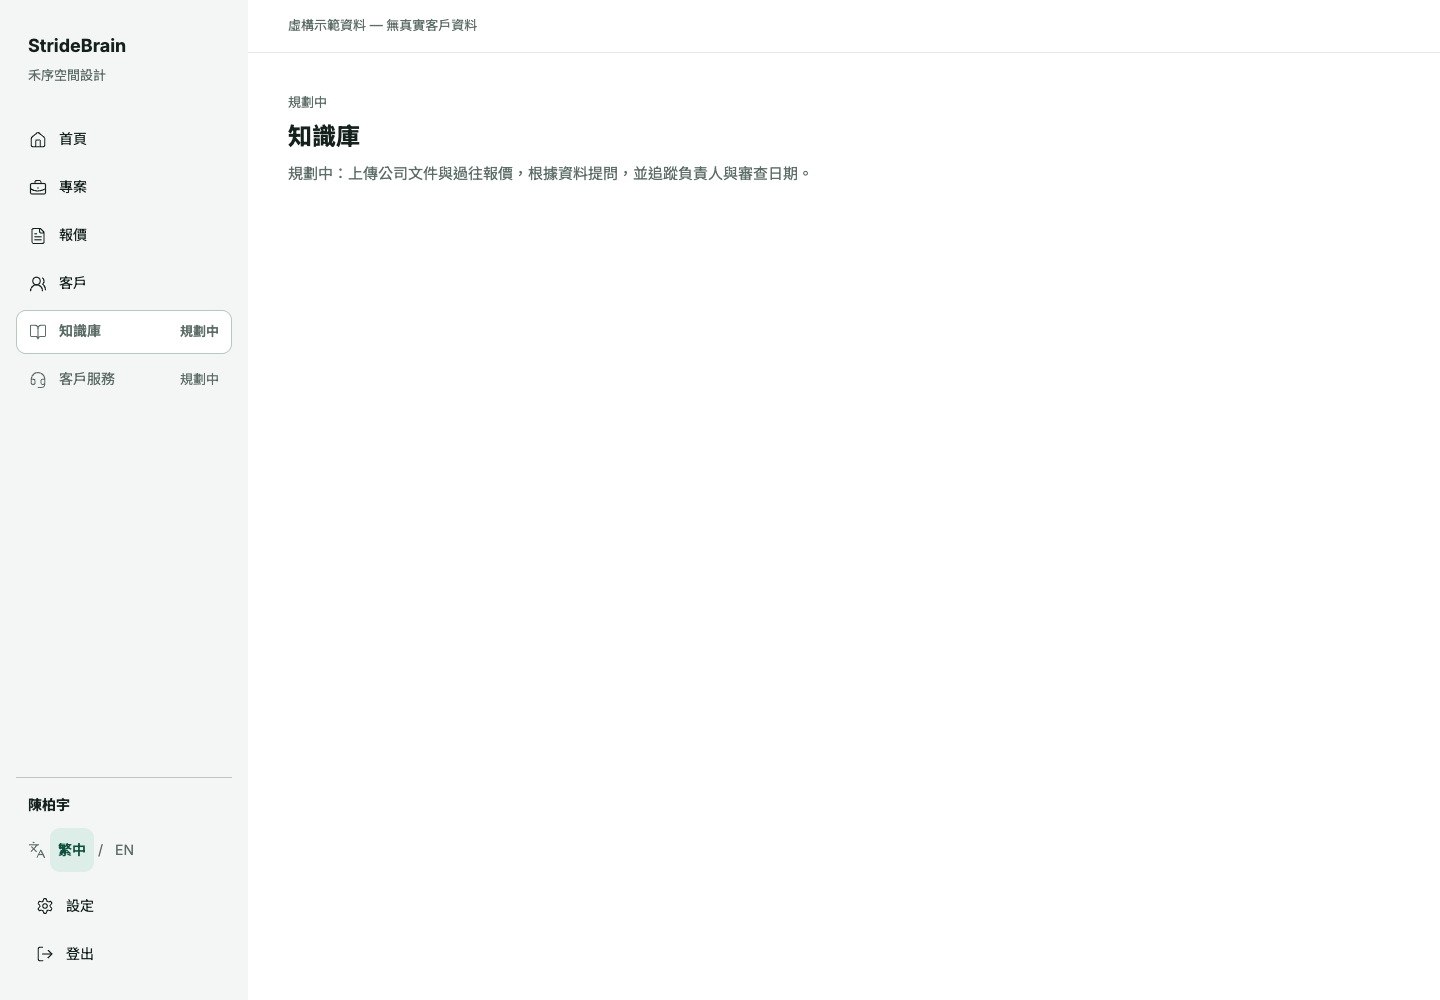 StrideBrain
禾序空間設計
首頁
專案
報價
客戶
知識庫 規劃中
客戶服務 規劃中
陳柏宇
繁中 / EN
設定
登出
虛構示範資料 — 無真實客戶資料
規劃中
知識庫
規劃中：上傳公司文件與過往報價，根據資料提問，並追蹤負責人與審查日期。